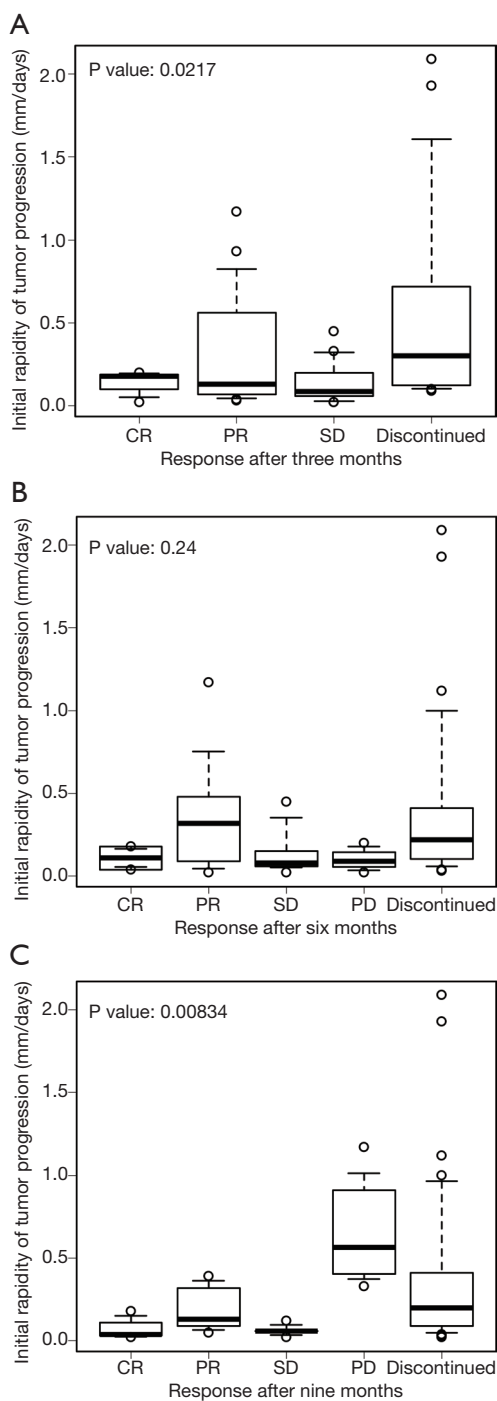 A
P value: 0.0217
Initial rapidity of tumor progression (mm/days)
2.0
1.5
1.0
0.5
0.0
CR PR SD Discontinued
Response after three months
B
P value: 0.24
Initial rapidity of tumor progression (mm/days)
2.0
1.5
1.0
0.5
0.0
CR PR SD PD Discontinued
Response after six months
C
P value: 0.00834
Initial rapidity of tumor progression (mm/days)
2.0
1.5
1.0
0.5
0.0
CR PR SD PD Discontinued
Response after nine months